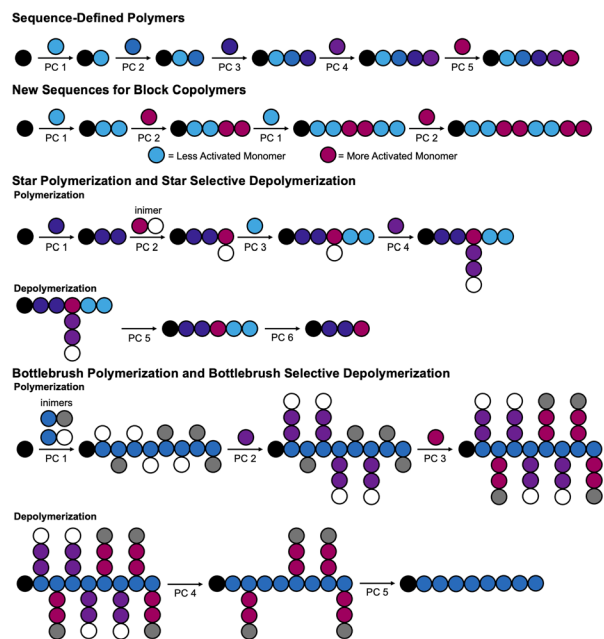 Sequence-Defined Polymers
PC 1
PC 2
PC 3
PC 4
PC 5
New Sequences for Block Copolymers
PC 1
PC 2
PC 1
PC 2
= Less Activated Monomer
= More Activated Monomer
Star Polymerization and Star Selective Depolymerization
Polymerization
inimer
PC 1
PC 2
PC 3
PC 4
Depolymerization
PC 5
PC 6
Bottlebrush Polymerization and Bottlebrush Selective Depolymerization
Polymerization
inimers
PC 1
PC 2
PC 3
Depolymerization
PC 4
PC 5